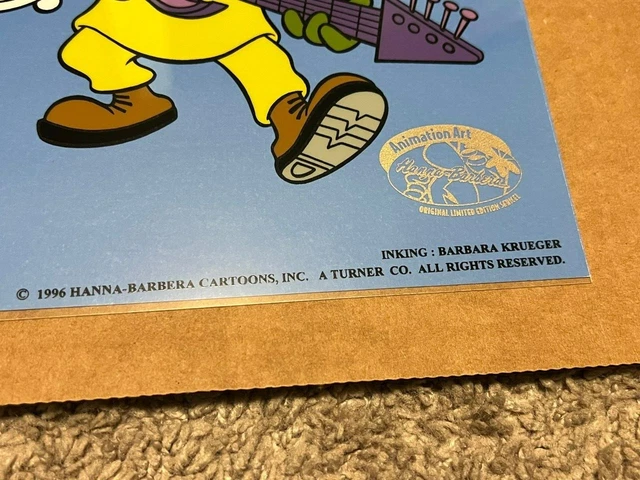 Animation Art
Hanna-Barbera
ORIGINAL LIMITED EDITION SERICEL
INKING : BARBARA KRUEGER
© 1996 HANNA-BARBERA CARTOONS, INC. A TURNER CO. ALL RIGHTS RESERVED.